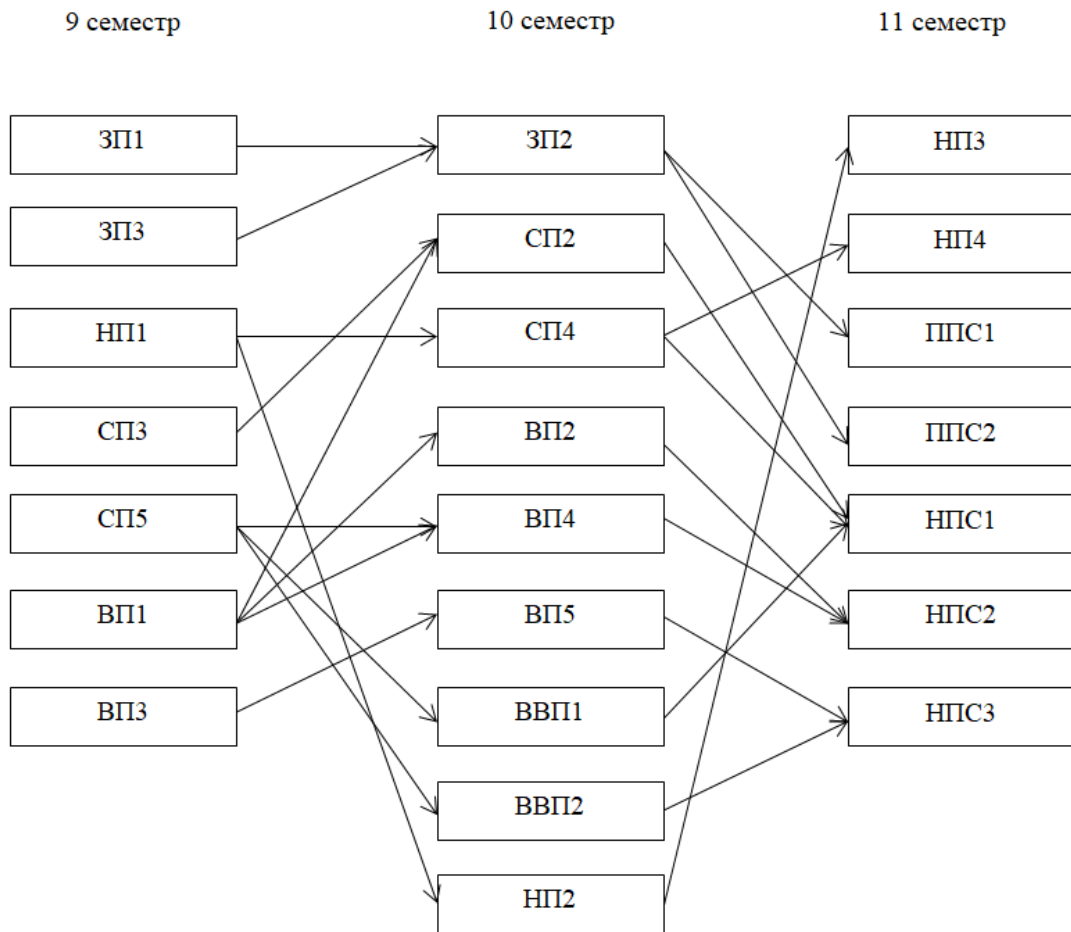 9 семестр 10 семестр 11 семестр
ЗП1 ЗП2 НП3
ЗП3 СП2 НП4
НП1 СП4 ППС1
СП3 ВП2 ППС2
СП5 ВП4 НПС1
ВП1 ВП5 НПС2
ВП3 ВВП1 НПС3
ВВП2
НП2